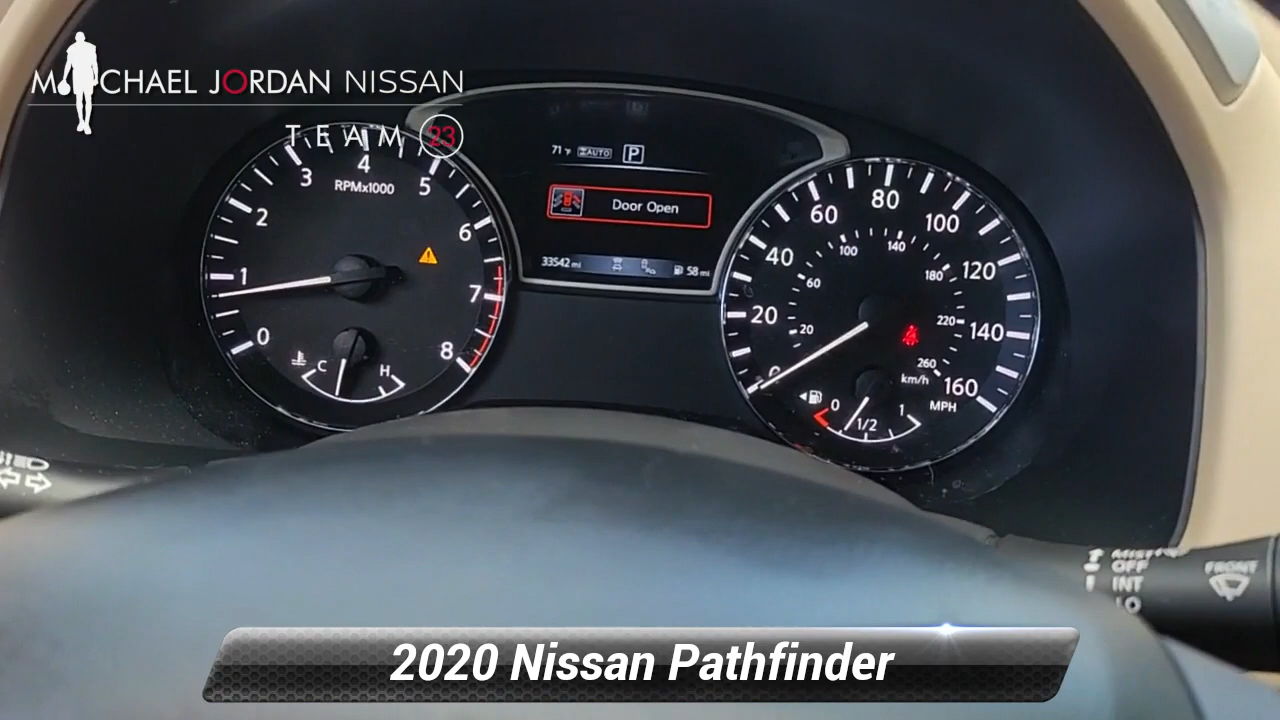 MICHAEL JORDAN NISSAN
TEAM 23
71°F AUTO P
Door Open
33542 mi
58 mi
RPMx1000
0
1
2
3
4
5
6
7
8
C
H
0
20
40
60
80
100
120
140
160
20
60
100
140
180
220
260
km/h
MPH
0
1/2
1
OFF
INT
LO
FRONT
2020 Nissan Pathfinder